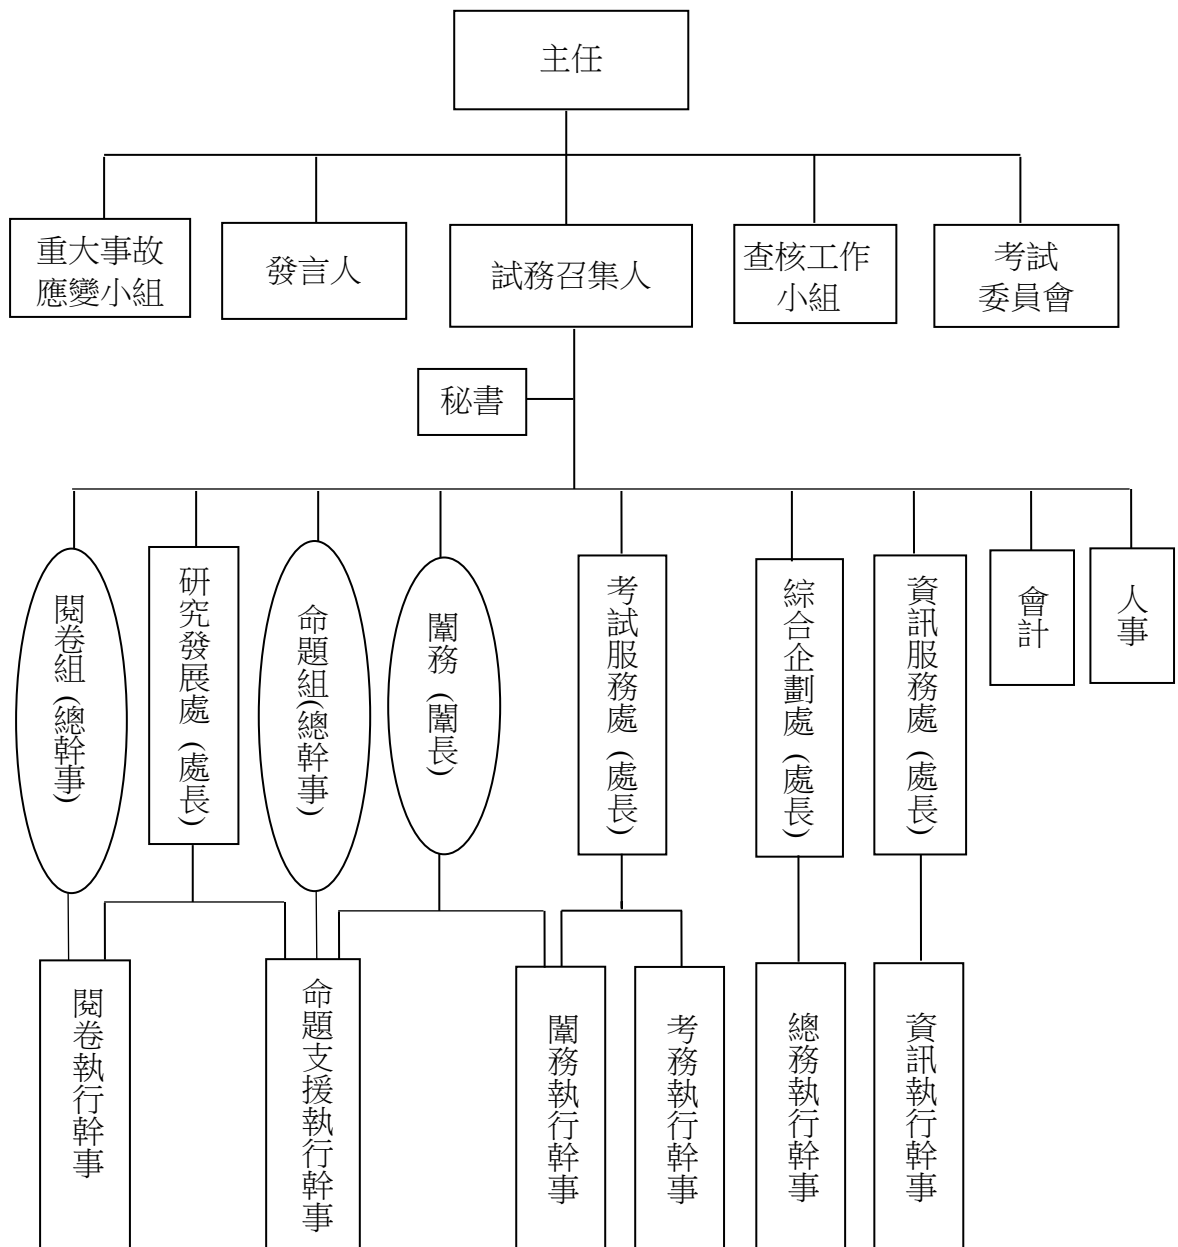 主任
重大事故
應變小組
發言人
試務召集人
查核工作
小組
考試
委員會
秘書
閱卷組(總幹事)
研究發展處(處長)
命題組(總幹事)
闈務(闈長)
考試服務處(處長)
綜合企劃處(處長)
資訊服務處(處長)
會計
人事
閱卷執行幹事
命題支援執行幹事
闈務執行幹事
考務執行幹事
總務執行幹事
資訊執行幹事